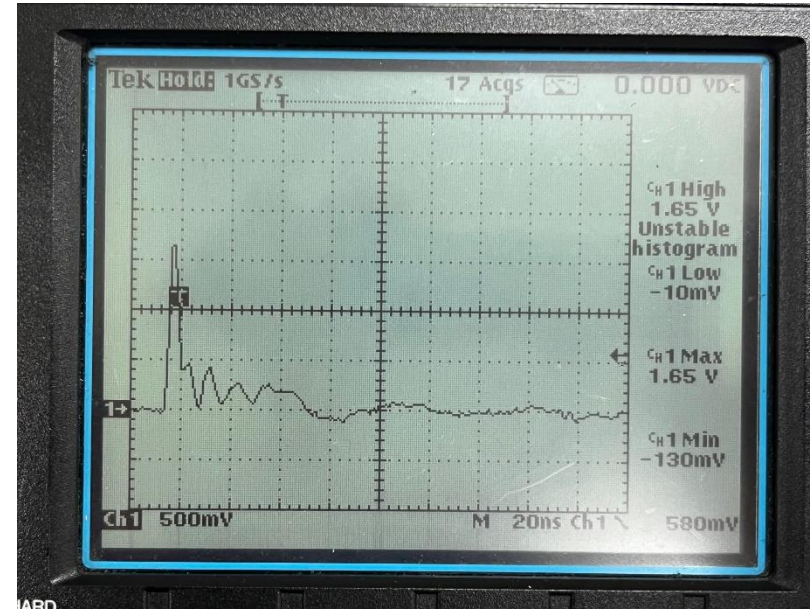 Tek Hold: 1GS/s 17 Acqs 0.000 VDC
[ T ]
CH1 High
1.65 V
Unstable
histogram
CH1 Low
-10mV
T
CH1 Max
1.65 V
1→
CH1 Min
-130mV
Ch1 500mV M 20ns Ch1 \ 580mV